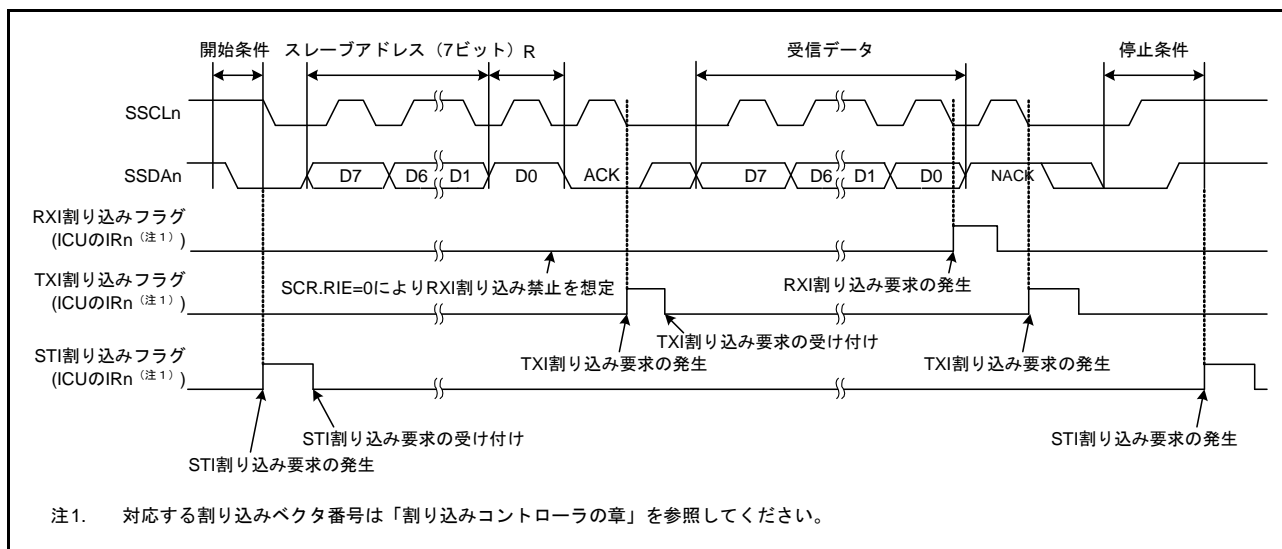 開始条件 スレーブアドレス（7ビット） R 受信データ 停止条件
SSCLn
SSDAn D7 D6 D1 D0 ACK D7 D6 D1 D0 NACK
RXI割り込みフラグ
(ICUのIRn（注1）)
SCR.RIE=0によりRXI割り込み禁止を想定
RXI割り込み要求の発生
TXI割り込みフラグ
(ICUのIRn（注1）)
TXI割り込み要求の受け付け
TXI割り込み要求の発生
TXI割り込み要求の発生
STI割り込みフラグ
(ICUのIRn（注1）)
STI割り込み要求の受け付け
STI割り込み要求の発生
STI割り込み要求の発生
注1. 対応する割り込みベクタ番号は「割り込みコントローラの章」を参照してください。